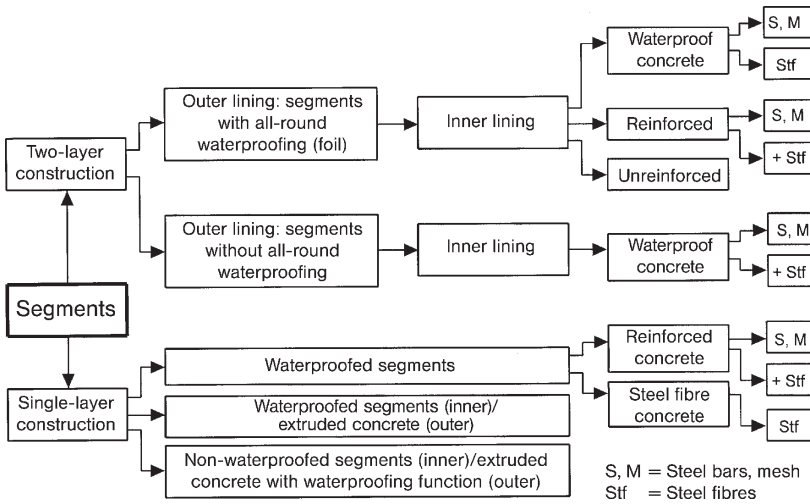 Segments
Two-layer
construction
Outer lining: segments
with all-round
waterproofing (foil)
Inner lining
Waterproof
concrete
S, M
Stf
Reinforced
S, M
+ Stf
Unreinforced
Outer lining: segments
without all-round
waterproofing
Inner lining
Waterproof
concrete
S, M
+ Stf
Single-layer
construction
Waterproofed segments
Reinforced
concrete
S, M
+ Stf
Steel fibre
concrete
Stf
Waterproofed segments (inner)/
extruded concrete (outer)
Non-waterproofed segments (inner)/extruded
concrete with waterproofing function (outer)
S, M = Steel bars, mesh
Stf = Steel fibres